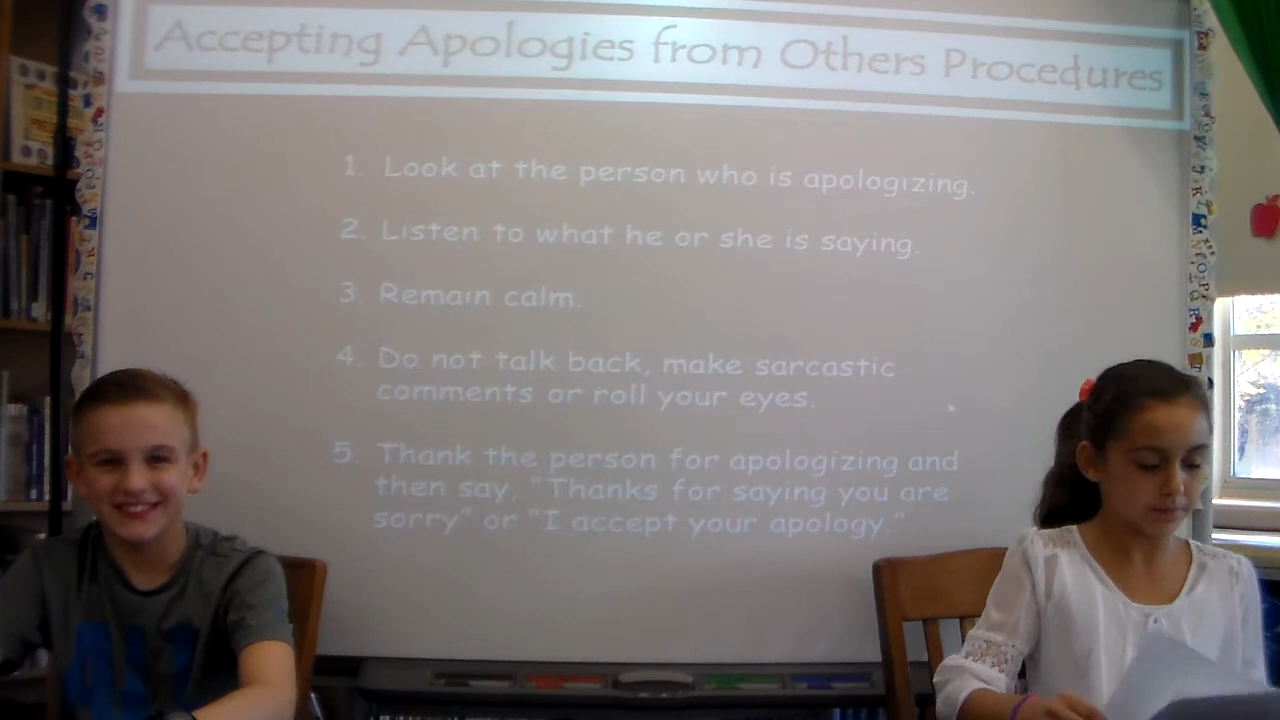 Accepting Apologies from Others Procedures
1. Look at the person who is apologizing.
2. Listen to what he or she is saying.
3. Remain calm.
4. Do not talk back, make sarcastic
comments or roll your eyes.
5. Thank the person for apologizing and
then say, "Thanks for saying you are
sorry" or "I accept your apology."